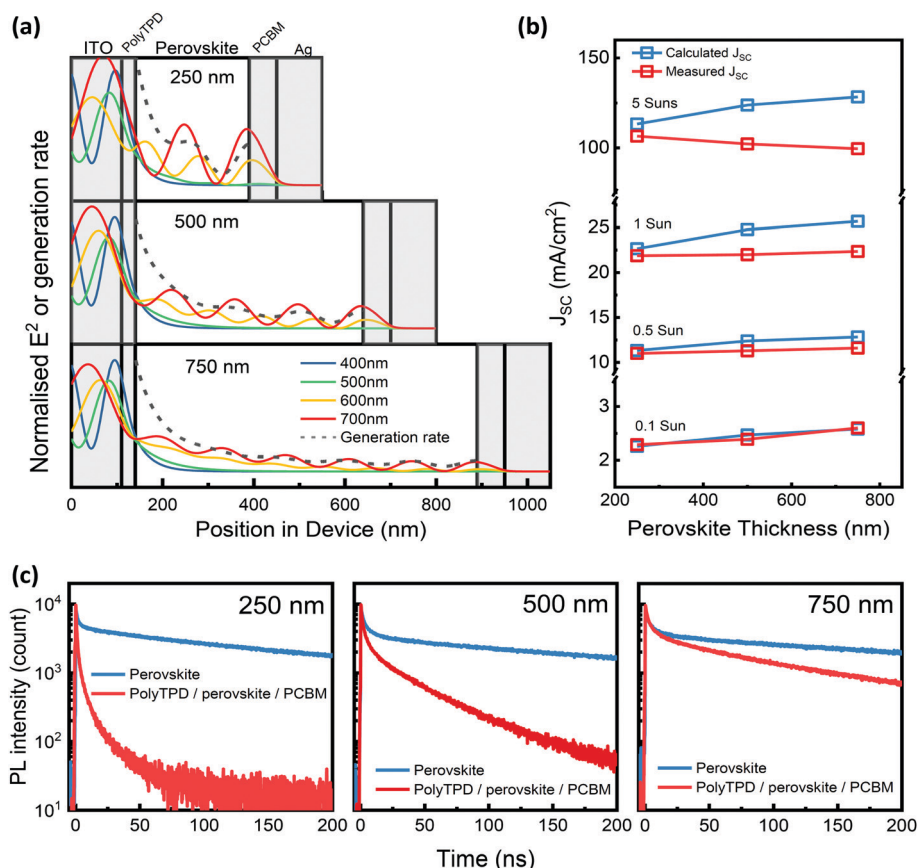 (a)
ITO PolyTPD Perovskite PCBM Ag
250 nm
500 nm
750 nm
400nm
500nm
600nm
700nm
Generation rate
Normalised E² or generation rate
0 200 400 600 800 1000
Position in Device (nm)
(b)
Calculated J_SC
Measured J_SC
150
5 Suns
100
25
1 Sun
20
0.5 Sun
10
3
0.1 Sun
2
J_SC (mA/cm²)
200 400 600 800
Perovskite Thickness (nm)
(c)
250 nm
500 nm
750 nm
10⁴
10³
10²
10¹
PL intensity (count)
Perovskite
PolyTPD / perovskite / PCBM
Perovskite
PolyTPD / perovskite / PCBM
Perovskite
PolyTPD / perovskite / PCBM
0 50 100 150 200
0 50 100 150 200
0 50 100 150 200
Time (ns)